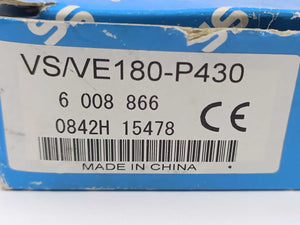 VS/VE180-P430
6 008 866
0842H 15478
CE
MADE IN CHINA